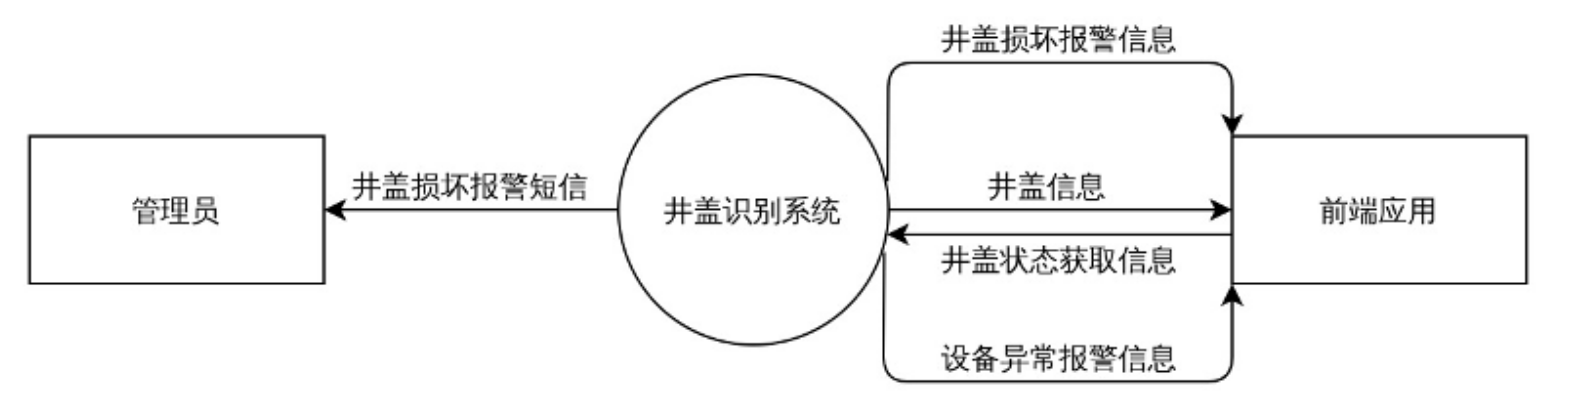 井盖损坏报警信息
井盖损坏报警短信
井盖信息
管理员
井盖识别系统
前端应用
井盖状态获取信息
设备异常报警信息